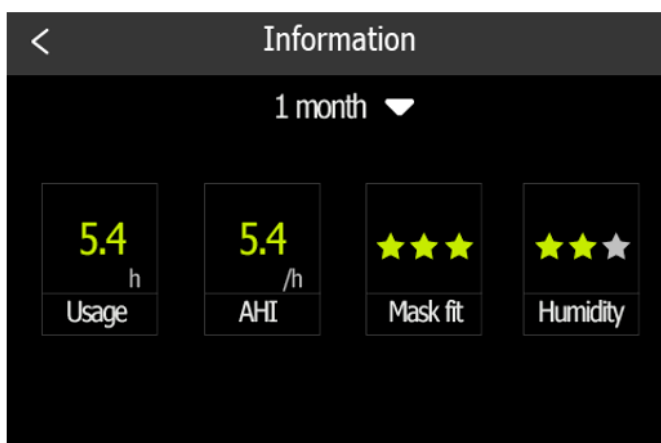 Information
1 month
5.4 h
5.4 /h
Usage
AHI
Mask fit
Humidity